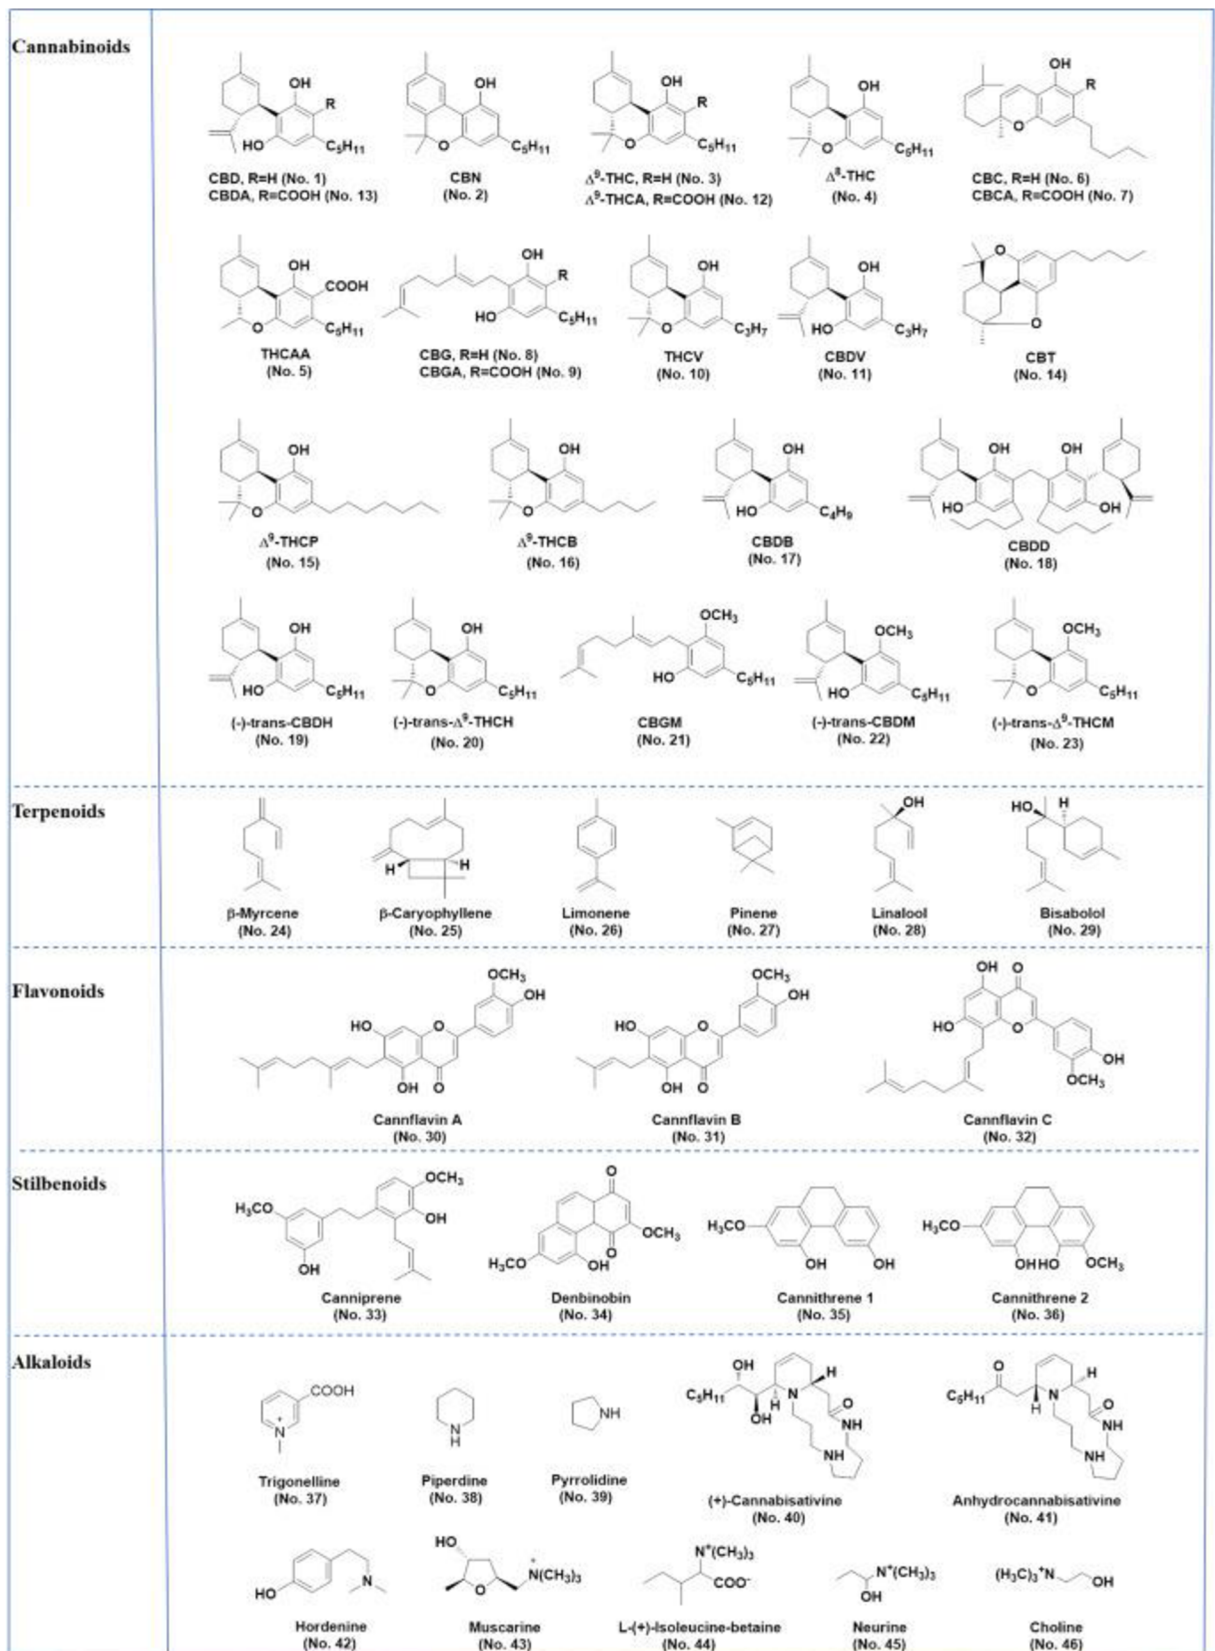 Cannabinoids
OH
R
HO
C5H11
CBD, R=H (No. 1)
CBDA, R=COOH (No. 13)
OH
O
C5H11
CBN
(No. 2)
OH
R
O
C5H11
Δ9-THC, R=H (No. 3)
Δ9-THCA, R=COOH (No. 12)
OH
O
C5H11
Δ8-THC
(No. 4)
OH
R
O
CBC, R=H (No. 6)
CBCA, R=COOH (No. 7)
OH
COOH
O
C5H11
THCAA
(No. 5)
OH
R
HO
C5H11
CBG, R=H (No. 8)
CBGA, R=COOH (No. 9)
OH
O
C3H7
THCV
(No. 10)
OH
HO
C3H7
CBDV
(No. 11)
O
O
CBT
(No. 14)
OH
O
Δ9-THCP
(No. 15)
OH
O
Δ9-THCB
(No. 16)
OH
HO
C4H9
CBDB
(No. 17)
OH
OH
HO
OH
CBDD
(No. 18)
OH
HO
C5H11
(-)-trans-CBDH
(No. 19)
OH
O
C5H11
(-)-trans-Δ9-THCH
(No. 20)
OCH3
HO
C5H11
CBGM
(No. 21)
OCH3
HO
C5H11
(-)-trans-CBDM
(No. 22)
OCH3
O
C5H11
(-)-trans-Δ9-THCM
(No. 23)
Terpenoids
β-Myrcene
(No. 24)
H
H
β-Caryophyllene
(No. 25)
Limonene
(No. 26)
Pinene
(No. 27)
OH
Linalool
(No. 28)
HO
H
Bisabolol
(No. 29)
Flavonoids
OCH3
OH
HO
O
OH
O
Cannflavin A
(No. 30)
OCH3
OH
HO
O
OH
O
Cannflavin B
(No. 31)
OH
O
HO
O
OH
OCH3
Cannflavin C
(No. 32)
Stilbenoids
OCH3
H3CO
OH
OH
Canniprene
(No. 33)
O
OCH3
O
H3CO
OH
Denbinobin
(No. 34)
H3CO
OH
OH
Cannithrene 1
(No. 35)
H3CO
OHHO
OCH3
Cannithrene 2
(No. 36)
Alkaloids
COOH
N+
Trigonelline
(No. 37)
N
H
Piperdine
(No. 38)
NH
Pyrrolidine
(No. 39)
OH
H
C5H11
N
H
OH
O
NH
NH
(+)-Cannabisativine
(No. 40)
O
H
C5H11
N
H
O
NH
NH
Anhydrocannabisativine
(No. 41)
HO
N
Hordenine
(No. 42)
HO
O
N+(CH3)3
Muscarine
(No. 43)
N+(CH3)3
COO-
L-(+)-Isoleucine-betaine
(No. 44)
N+(CH3)3
OH
Neurine
(No. 45)
(H3C)3+N
OH
Choline
(No. 46)